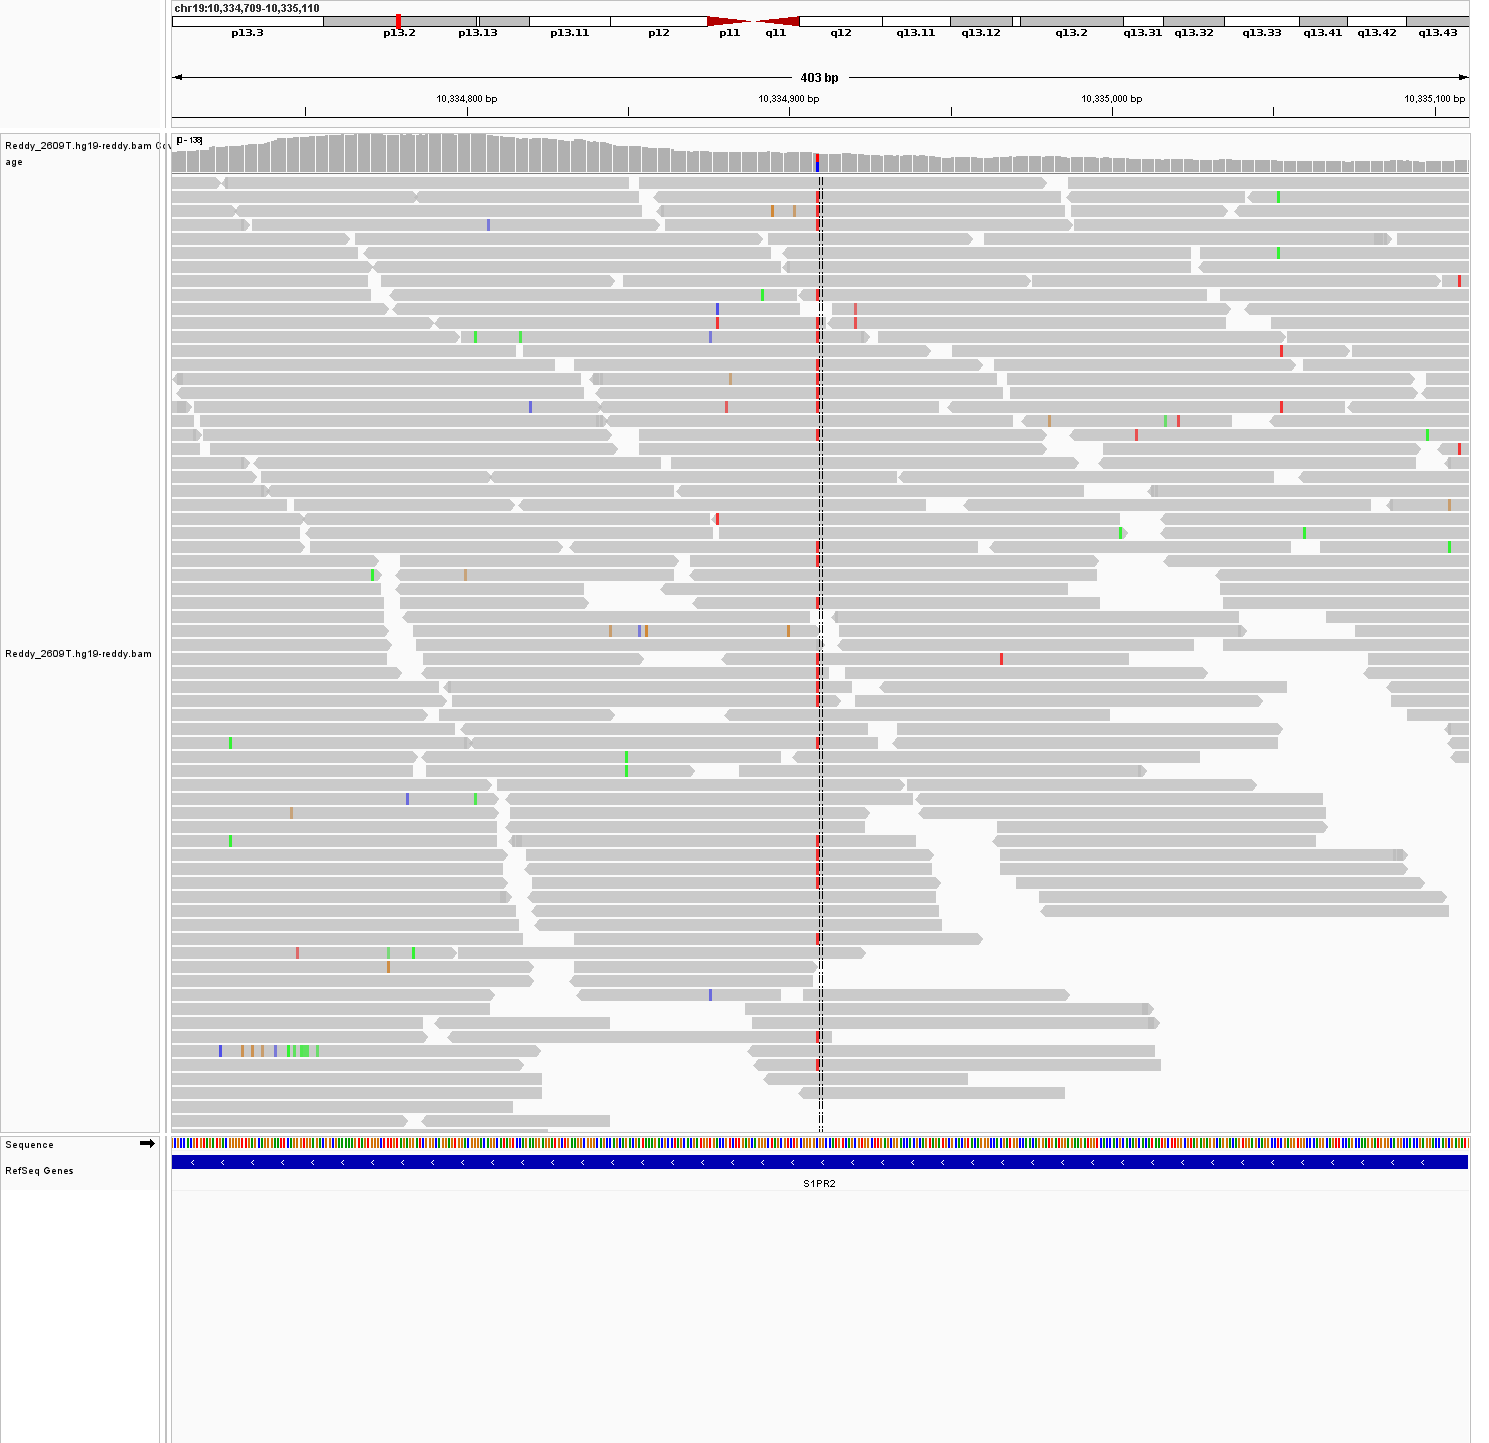 chr19:10,334,709-10,335,110
p13.3 p13.2 p13.13 p13.11 p12 p11 q11 q12 q13.11 q13.12 q13.2 q13.31 q13.32 q13.33 q13.41 q13.42 q13.43
403 bp
10,334,800 bp 10,334,900 bp 10,335,000 bp 10,335,100 bp
Reddy_2609T.hg19-reddy.bam Cov
age
[0 - 138]
Reddy_2609T.hg19-reddy.bam
Sequence
RefSeq Genes
S1PR2